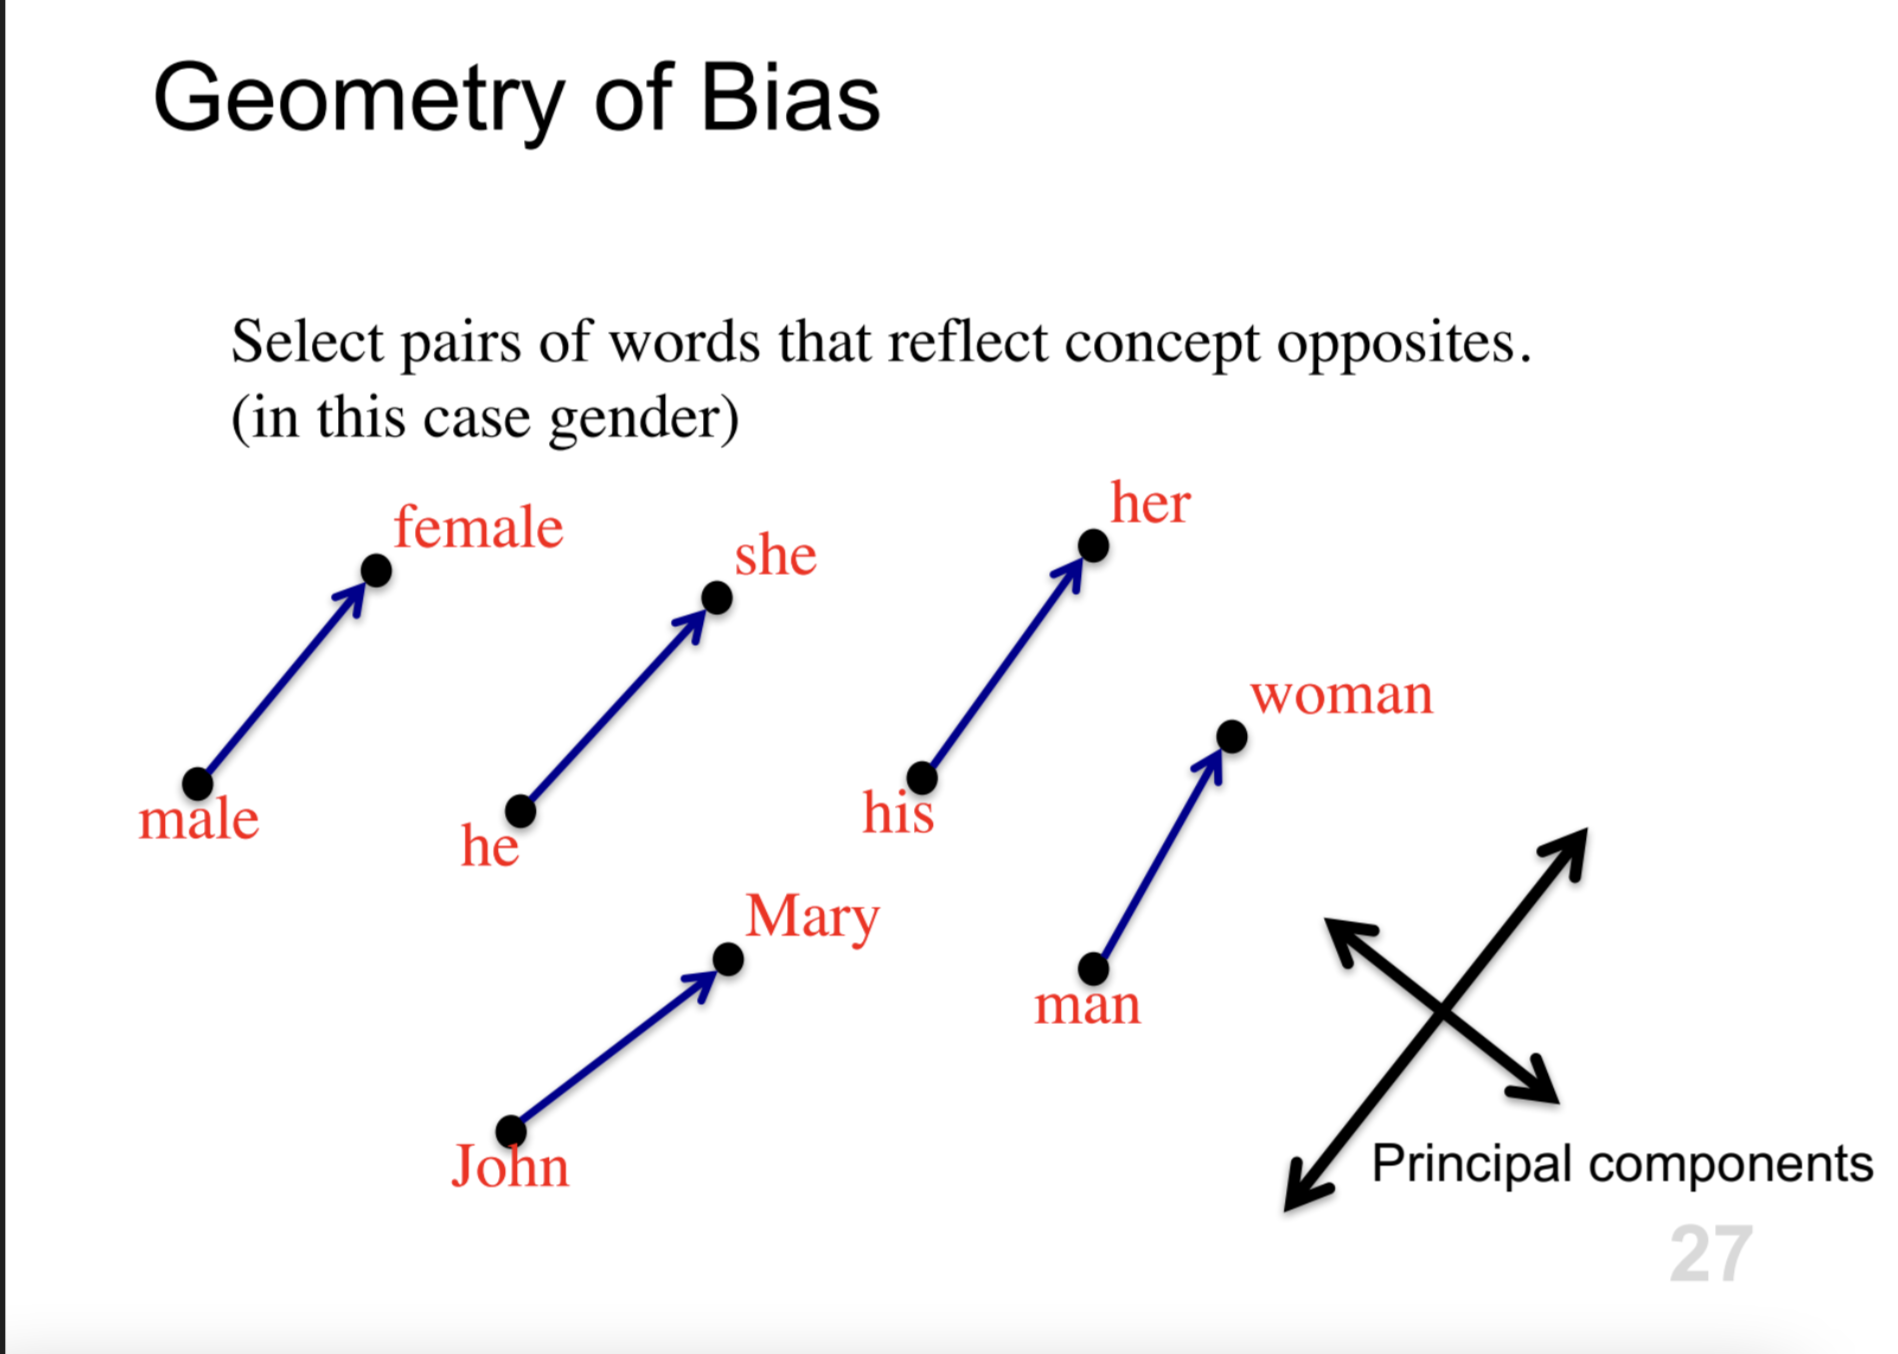 Geometry of Bias
Select pairs of words that reflect concept opposites.
(in this case gender)
female
she
her
male
he
his
woman
Mary
man
John
Principal components
27